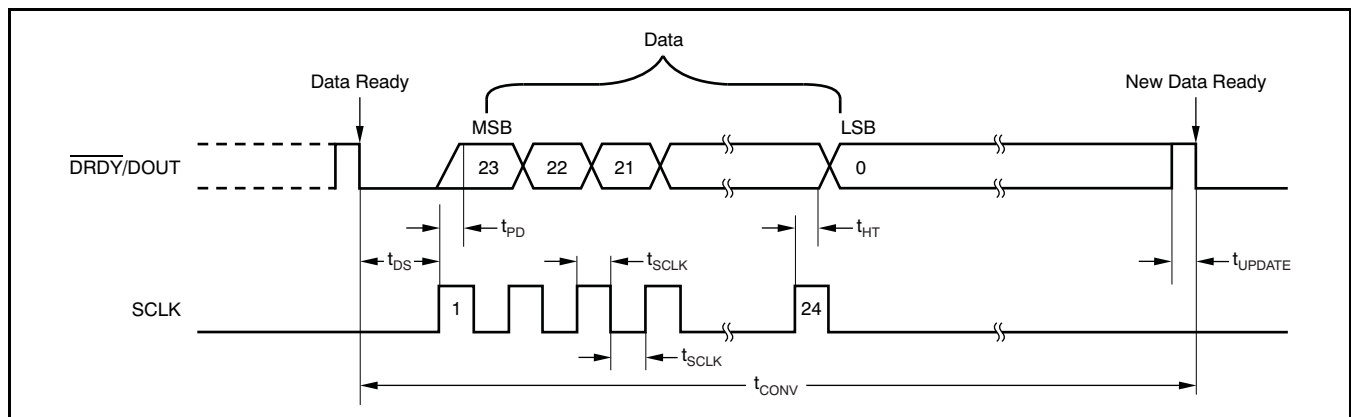 Data
Data Ready
New Data Ready
MSB
LSB
DRDY/DOUT
23
22
21
0
tPD
tHT
tDS
tSCLK
tUPDATE
SCLK
1
24
tSCLK
tCONV